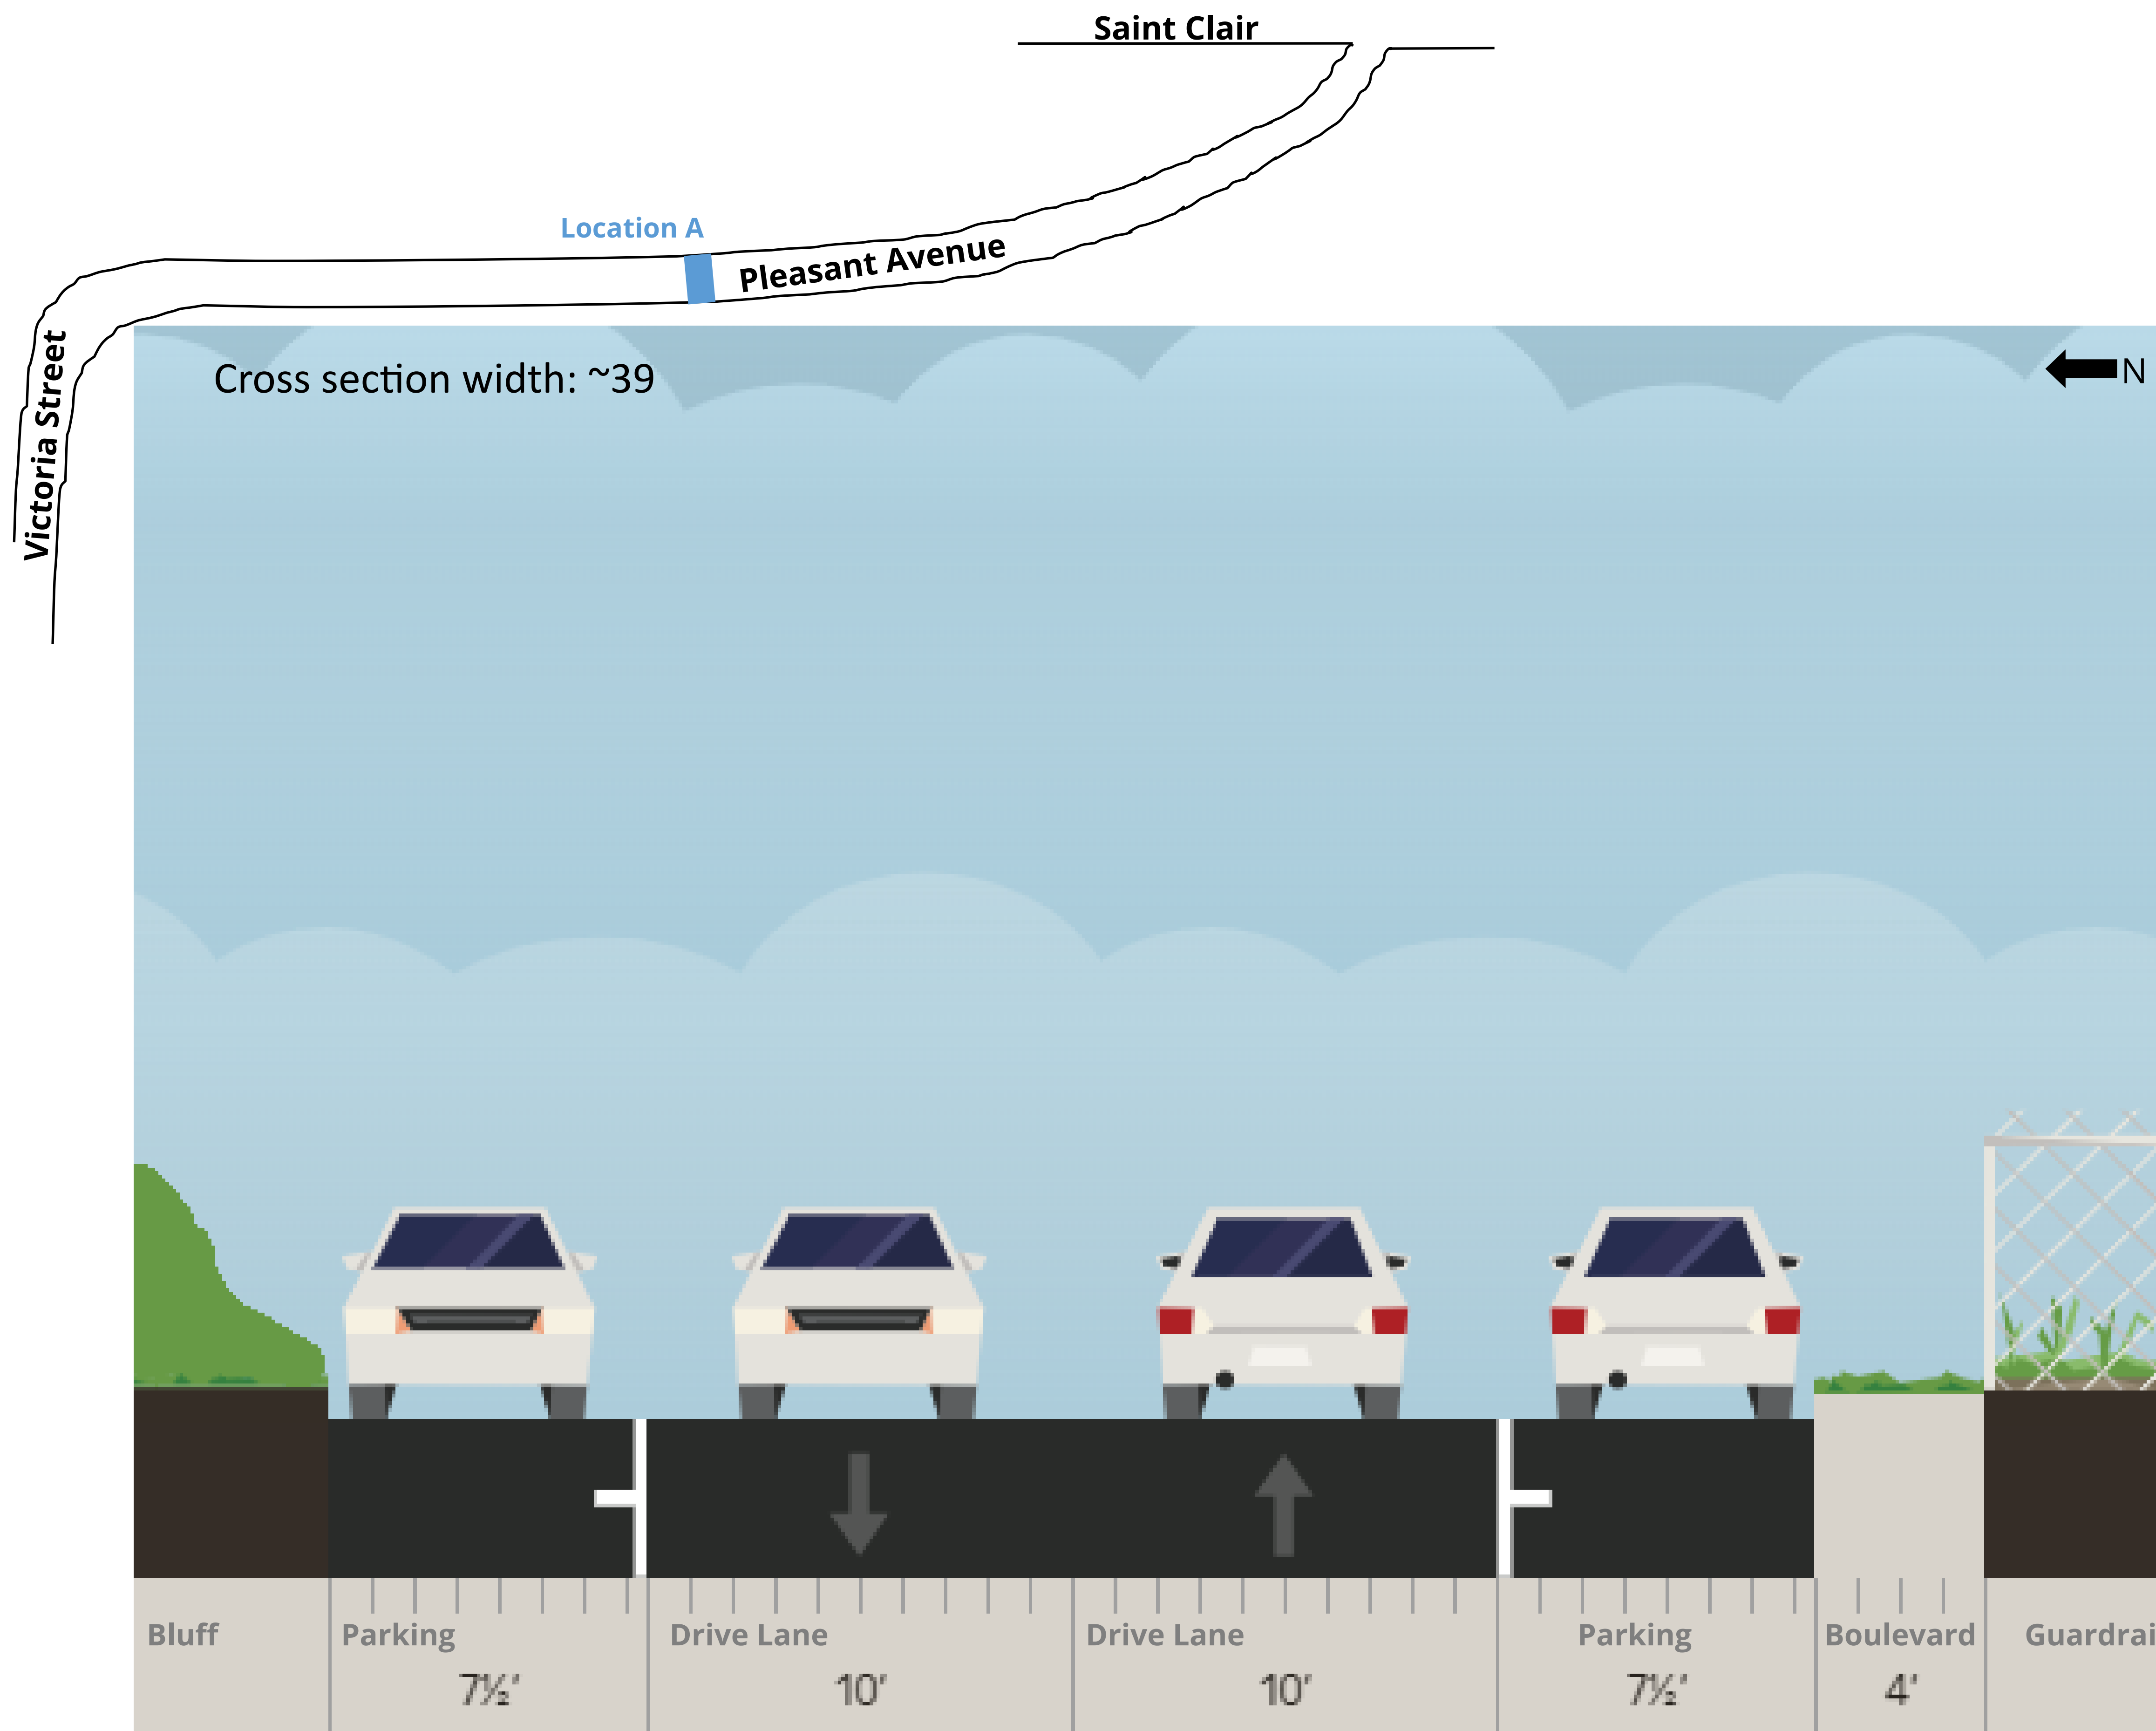 Saint Clair
Location A
Pleasant Avenue
Victoria Street
Cross section width: ~39
N
Bluff
Parking
Drive Lane
Drive Lane
Parking
Boulevard
Guardrai
7½'
10'
10'
7½'
4'